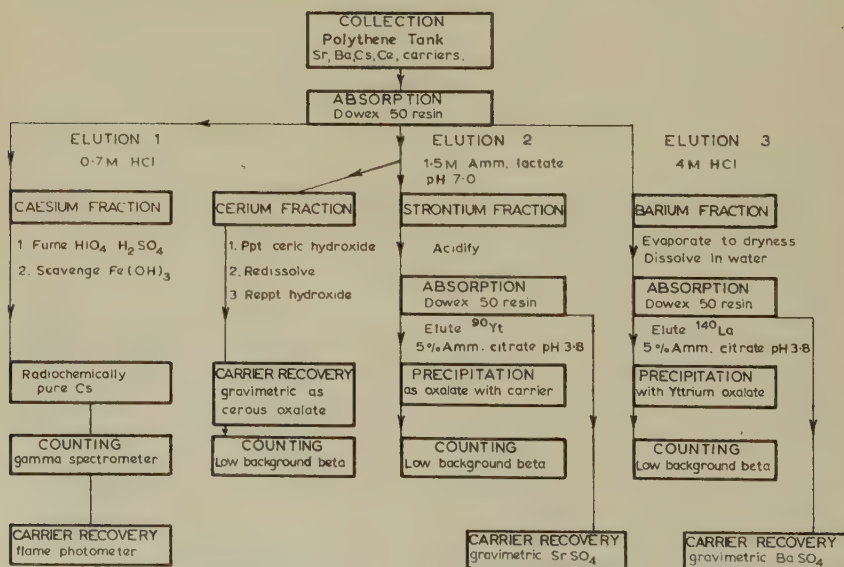 COLLECTION
Polythene Tank
Sr, Ba, Cs, Ce, carriers.
ABSORPTION
Dowex 50 resin
ELUTION 1
0·7M HCl
CAESIUM FRACTION
1 Fume HIO4 H2SO4
2. Scavenge Fe(OH)3
Radiochemically
pure Cs
COUNTING
gamma spectrometer
CARRIER RECOVERY
flame photometer
CERIUM FRACTION
1. Ppt ceric hydroxide
2. Redissolve
3 Reppt hydroxide
CARRIER RECOVERY
gravimetric as
cerous oxalate
COUNTING
Low background beta
ELUTION 2
1·5M Amm. lactate
pH 7·0
STRONTIUM FRACTION
Acidify
ABSORPTION
Dowex 50 resin
Elute 90Yt
5% Amm. citrate pH 3·8
PRECIPITATION
as oxalate with carrier
COUNTING
Low background beta
CARRIER RECOVERY
gravimetric SrSO4
ELUTION 3
4M HCl
BARIUM FRACTION
Evaporate to dryness
Dissolve in water
ABSORPTION
Dowex 50 resin
Elute 140La
5% Amm. citrate pH 3·8
PRECIPITATION
with Yttrium oxalate
COUNTING
Low background beta
CARRIER RECOVERY
gravimetric BaSO4